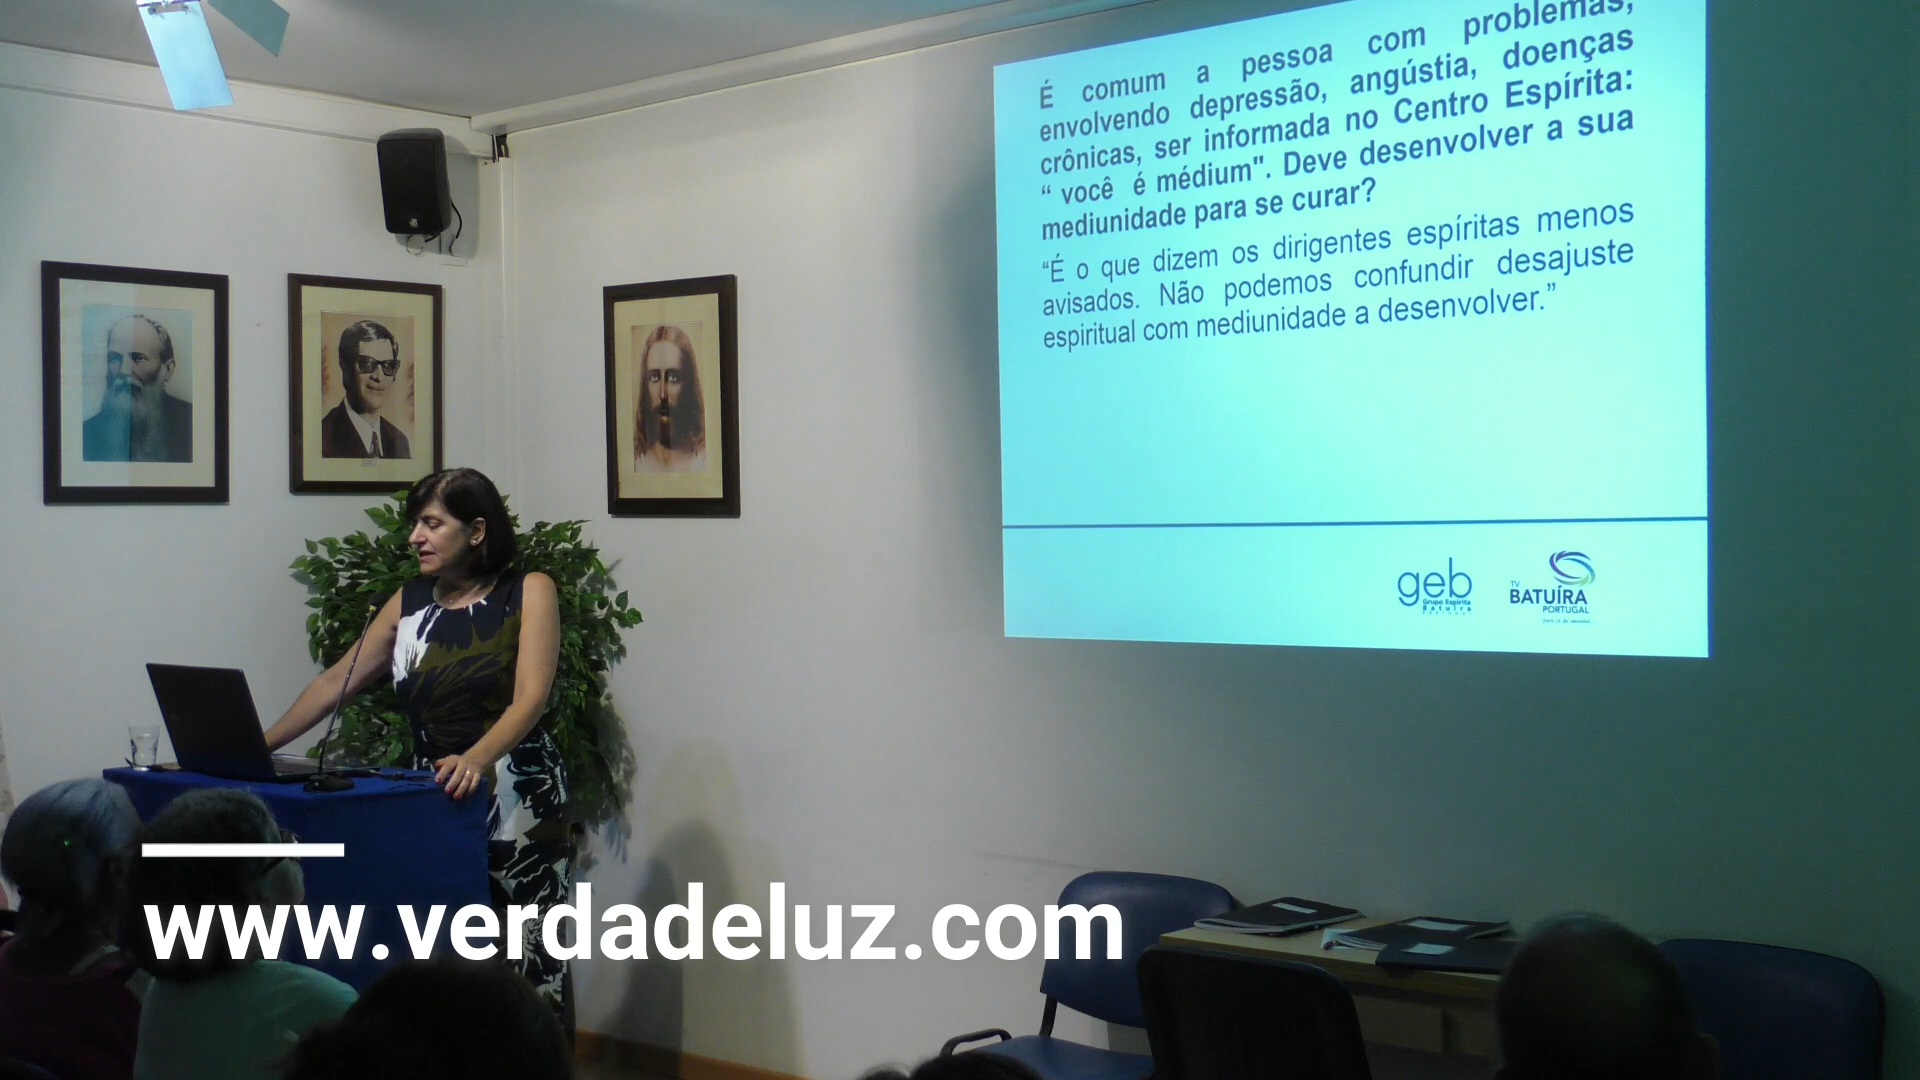 É comum a pessoa com problemas,
envolvendo depressão, angústia, doenças
crônicas, ser informada no Centro Espírita:
“ você é médium". Deve desenvolver a sua
mediunidade para se curar?
“É o que dizem os dirigentes espíritas menos
avisados. Não podemos confundir desajuste
espiritual com mediunidade a desenvolver.”
geb
Grupo Espírita
Batuíra
TV
BATUÍRA
PORTUGAL
www.verdadeluz.com